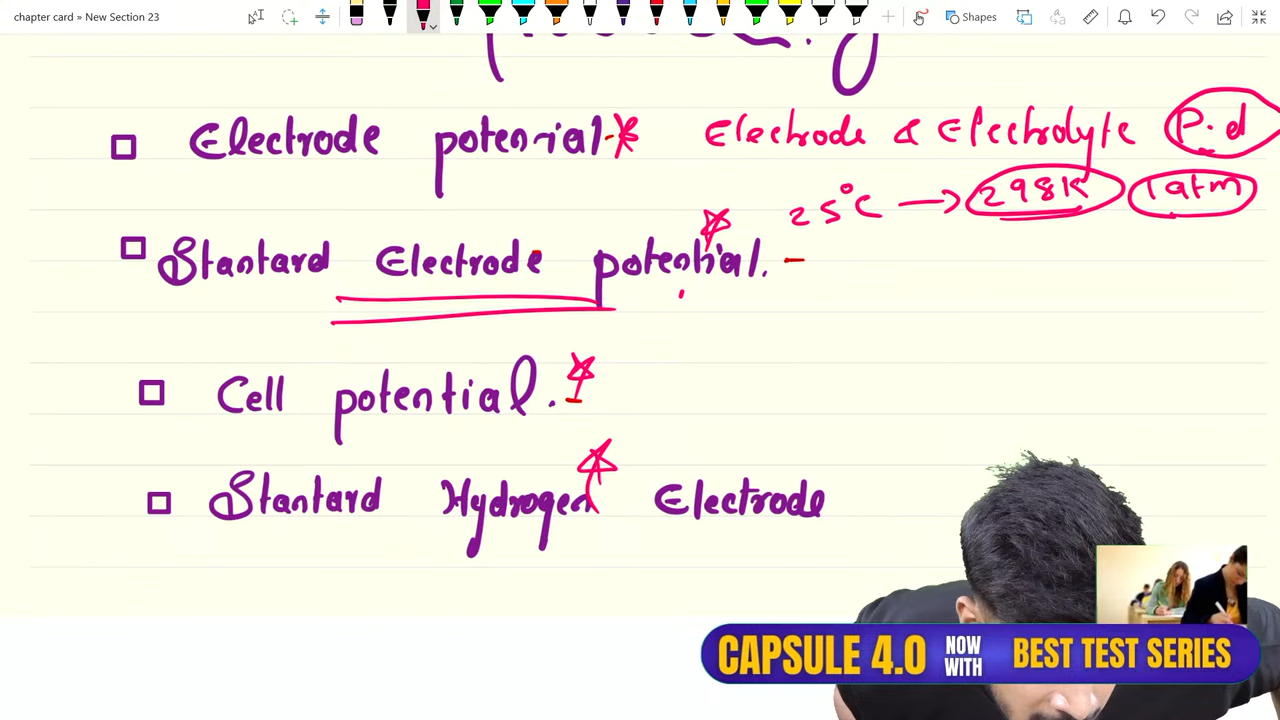 chapter card » New Section 23
Shapes
Electrode potenial
Electrode & Electrolyte P.d
25°C → 298K 1atm
Stantard Electrode potential. -
Cell potential.
Stantard Hydrogen Electrode
CAPSULE 4.0 NOW WITH BEST TEST SERIES